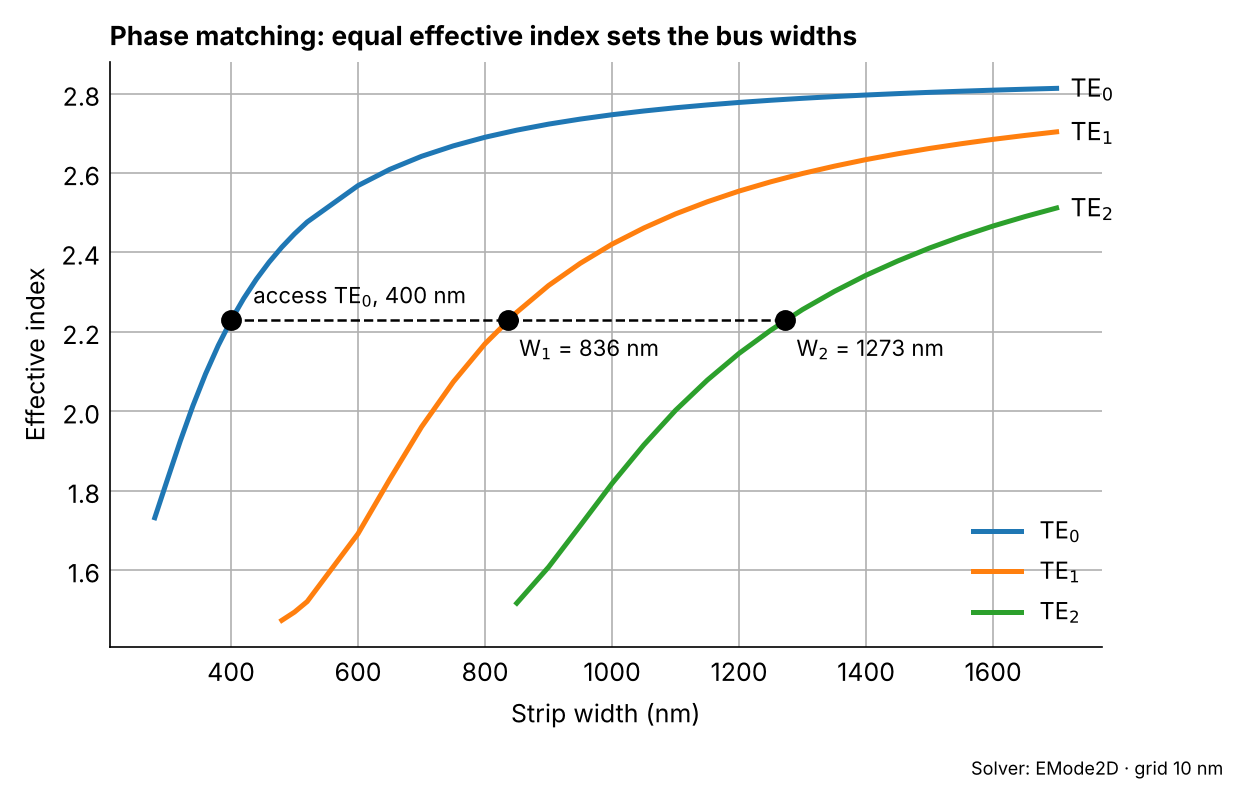 Phase matching: equal effective index sets the bus widths
Effective index
2.8
2.6
2.4
2.2
2.0
1.8
1.6
TE₀
TE₁
TE₂
access TE₀, 400 nm
W₁ = 836 nm
W₂ = 1273 nm
TE₀
TE₁
TE₂
400 600 800 1000 1200 1400 1600
Strip width (nm)
Solver: EMode2D · grid 10 nm